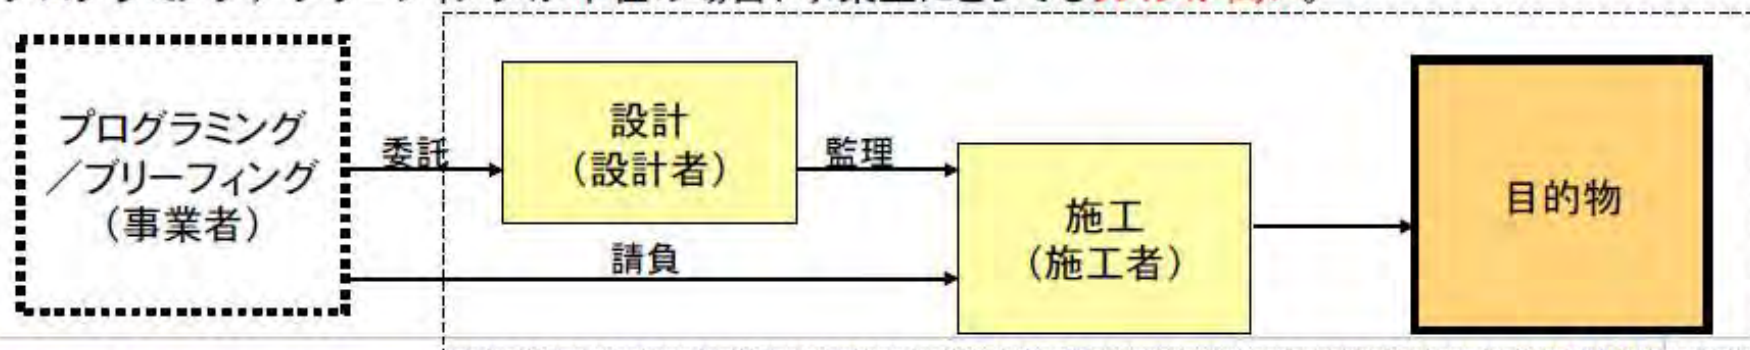 プログラミング
／ブリーフィング
（事業者）
委託
設計
（設計者）
監理
請負
施工
（施工者）
目的物